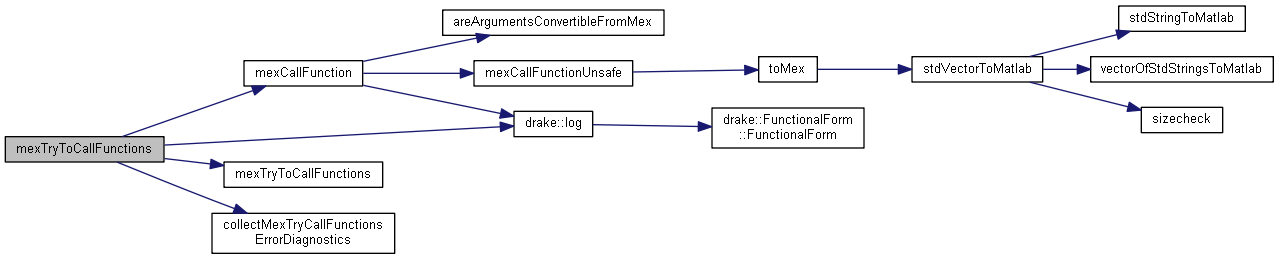 stdStringToMatlab
areArgumentsConvertibleFromMex
mexCallFunction
mexCallFunctionUnsafe
toMex
stdVectorToMatlab
vectorOfStdStringsToMatlab
sizecheck
drake::log
drake::FunctionalForm
::FunctionalForm
mexTryToCallFunctions
mexTryToCallFunctions
collectMexTryCallFunctions
ErrorDiagnostics